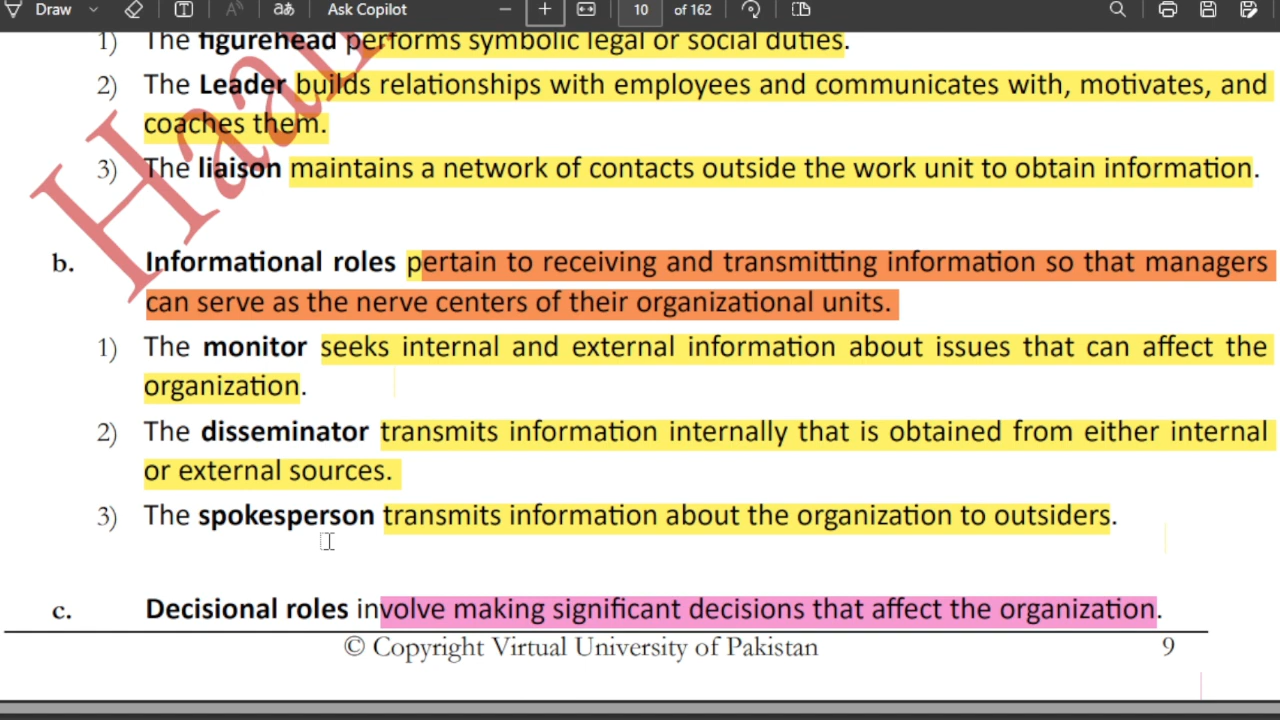 Draw
aあ
Ask Copilot
10 of 162
1) The figurehead performs symbolic legal or social duties.
2) The Leader builds relationships with employees and communicates with, motivates, and
coaches them.
3) The liaison maintains a network of contacts outside the work unit to obtain information.
b. Informational roles pertain to receiving and transmitting information so that managers
can serve as the nerve centers of their organizational units.
1) The monitor seeks internal and external information about issues that can affect the
organization.
2) The disseminator transmits information internally that is obtained from either internal
or external sources.
3) The spokesperson transmits information about the organization to outsiders.
c. Decisional roles involve making significant decisions that affect the organization.
© Copyright Virtual University of Pakistan 9